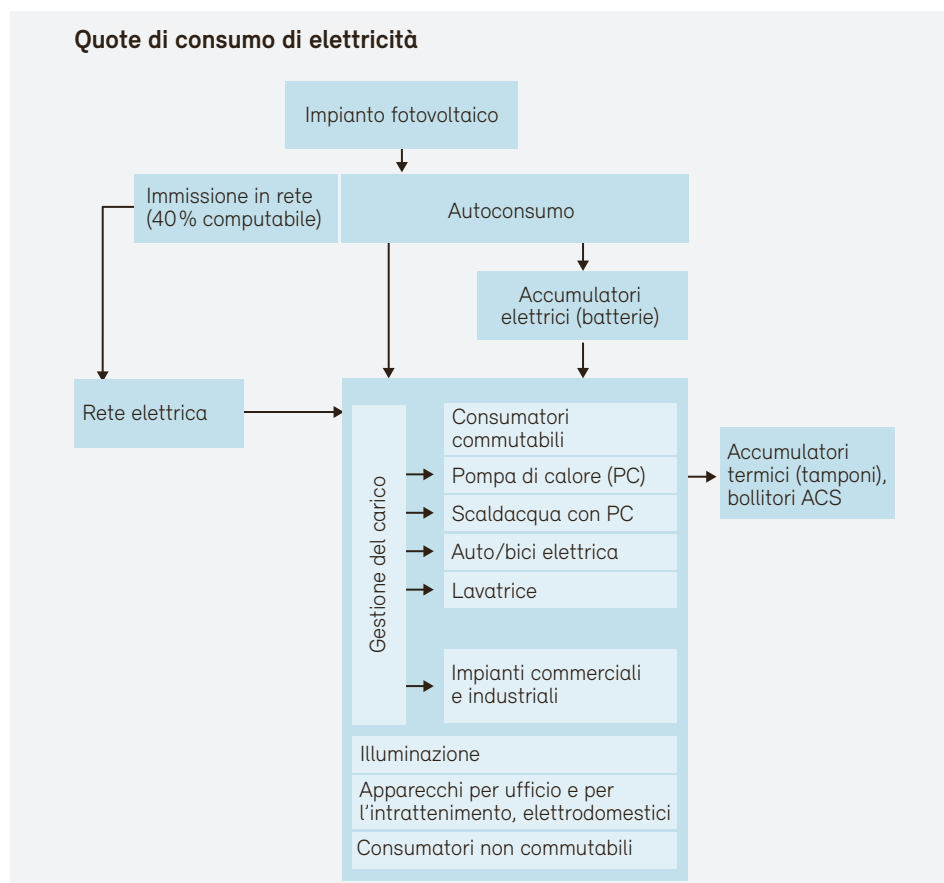 Quote di consumo di elettricità
Impianto fotovoltaico
Immissione in rete
(40 % computabile)
Autoconsumo
Accumulatori
elettrici (batterie)
Rete elettrica
Gestione del carico
Consumatori
commutabili
Pompa di calore (PC)
Scaldacqua con PC
Auto/bici elettrica
Lavatrice
Impianti commerciali
e industriali
Accumulatori
termici (tamponi),
bollitori ACS
Illuminazione
Apparecchi per ufficio e per
l'intrattenimento, elettrodomestici
Consumatori non commutabili